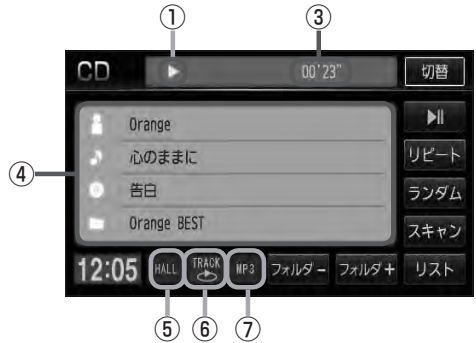 ① ③
CD 00'23" 切替
Orange
心のままに リピート
④ 告白 ランダム
Orange BEST スキャン
12:05 HALL TRACK MP3 フォルダ− フォルダ+ リスト
⑤ ⑥ ⑦